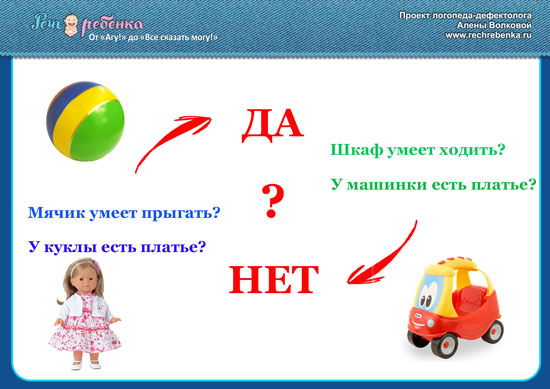 Речь ребенка
От «Агу!» до «Все сказать могу!»
Проект логопеда-дефектолога
Алены Волковой
www.rechrebenka.ru
ДА
?
НЕТ
Мячик умеет прыгать?
У куклы есть платье?
Шкаф умеет ходить?
У машинки есть платье?